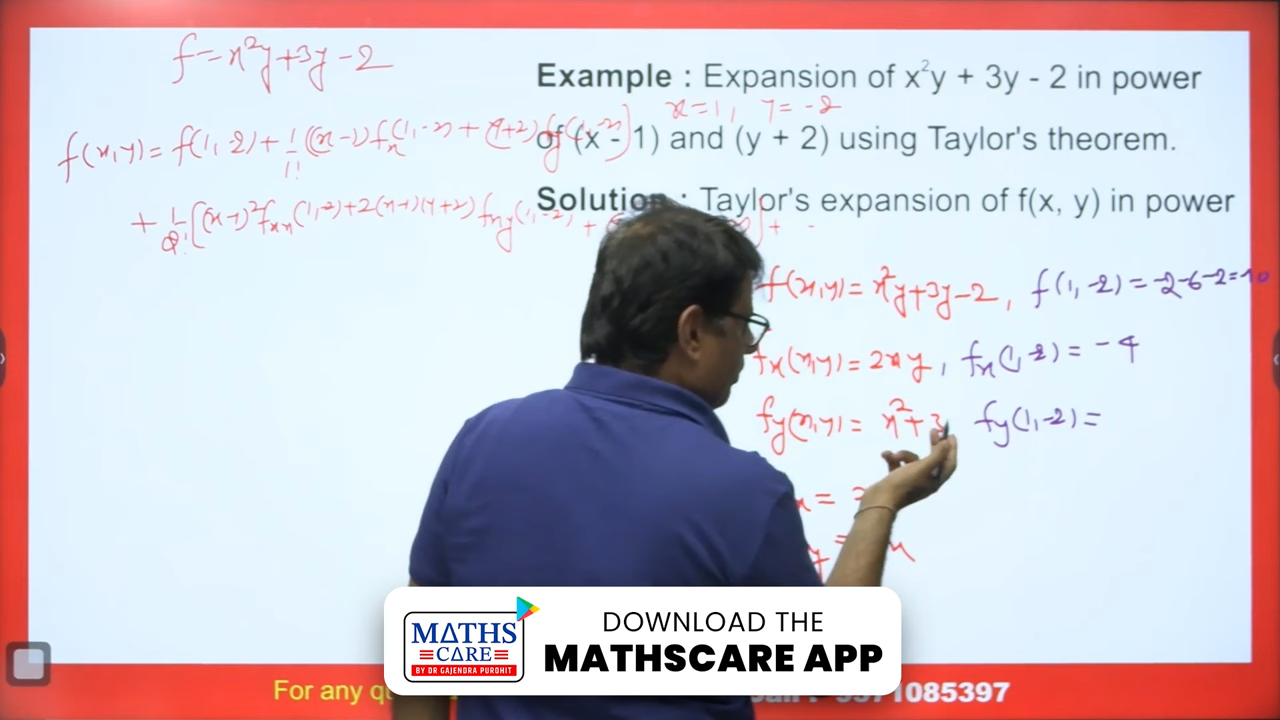 f = x²y + 3y - 2
Example : Expansion of x²y + 3y - 2 in power
x = 1, y = -2
of (x - 1) and (y + 2) using Taylor's theorem.
f(x,y) = f(1,-2) + 1/1! [(x-1) fx(1,-2) + (y+2) fy(1,-2)]
Solution : Taylor's expansion of f(x, y) in power
+ 1/2! [(x-1)² fxx(1,-2) + 2(x-1)(y+2) fxy(1,-2) + ] + -
f(x,y) = x²y + 3y - 2, f(1,-2) = -2-6-2 = -10
fx(x,y) = 2xy, fx(1,-2) = -4
fy(x,y) = x² + 3 fy(1,-2) =
x =
y = x
MATHS
CARE
BY DR GAJENDRA PUROHIT
DOWNLOAD THE
MATHSCARE APP
For any
1085397